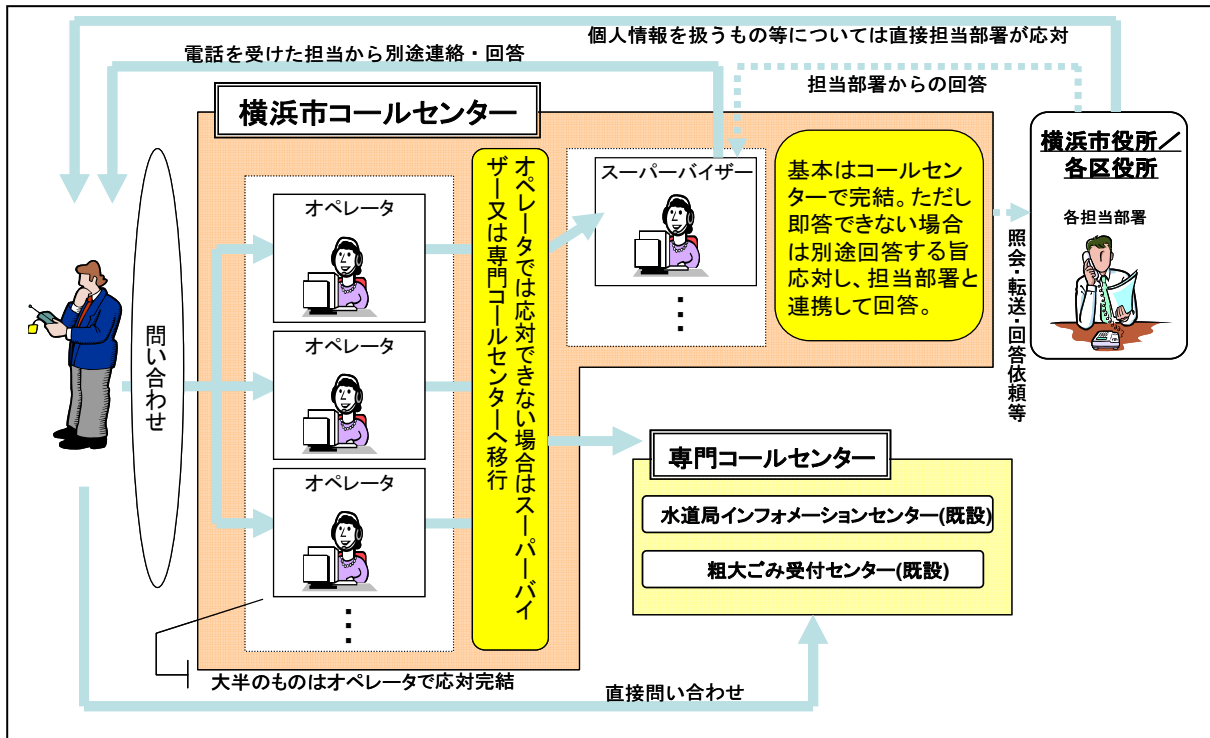 個人情報を扱うもの等については直接担当部署が応対
電話を受けた担当から別途連絡・回答
担当部署からの回答
横浜市コールセンター
問い合わせ
オペレータ
オペレータ
オペレータ
・・・
オペレータでは応対できない場合はスーパーバイ
ザー又は専門コールセンターへ移行
スーパーバイザー
・・・
基本はコールセン
ターで完結。ただし
即答できない場合
は別途回答する旨
応対し、担当部署と
連携して回答。
横浜市役所／
各区役所
各担当部署
照会・転送・回答依頼等
専門コールセンター
水道局インフォメーションセンター(既設)
粗大ごみ受付センター(既設)
大半のものはオペレータで応対完結
直接問い合わせ